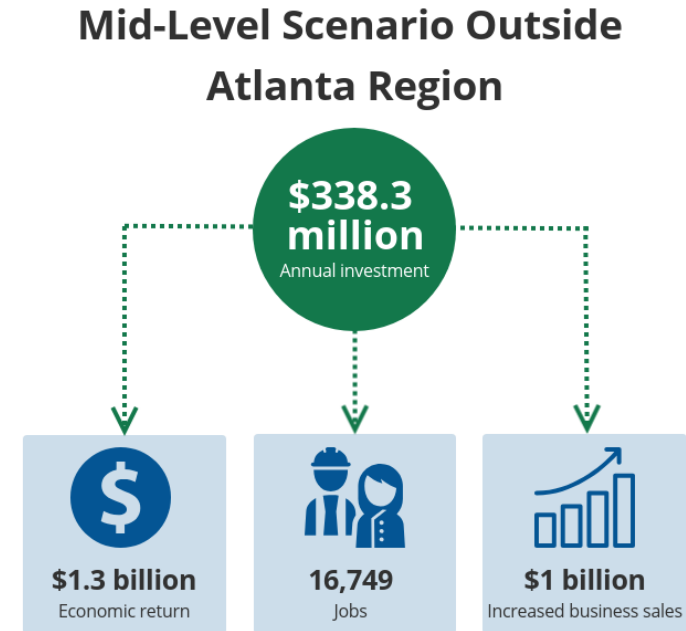 Mid-Level Scenario Outside
Atlanta Region
$338.3
million
Annual investment
$
$1.3 billion
Economic return
16,749
Jobs
$1 billion
Increased business sales